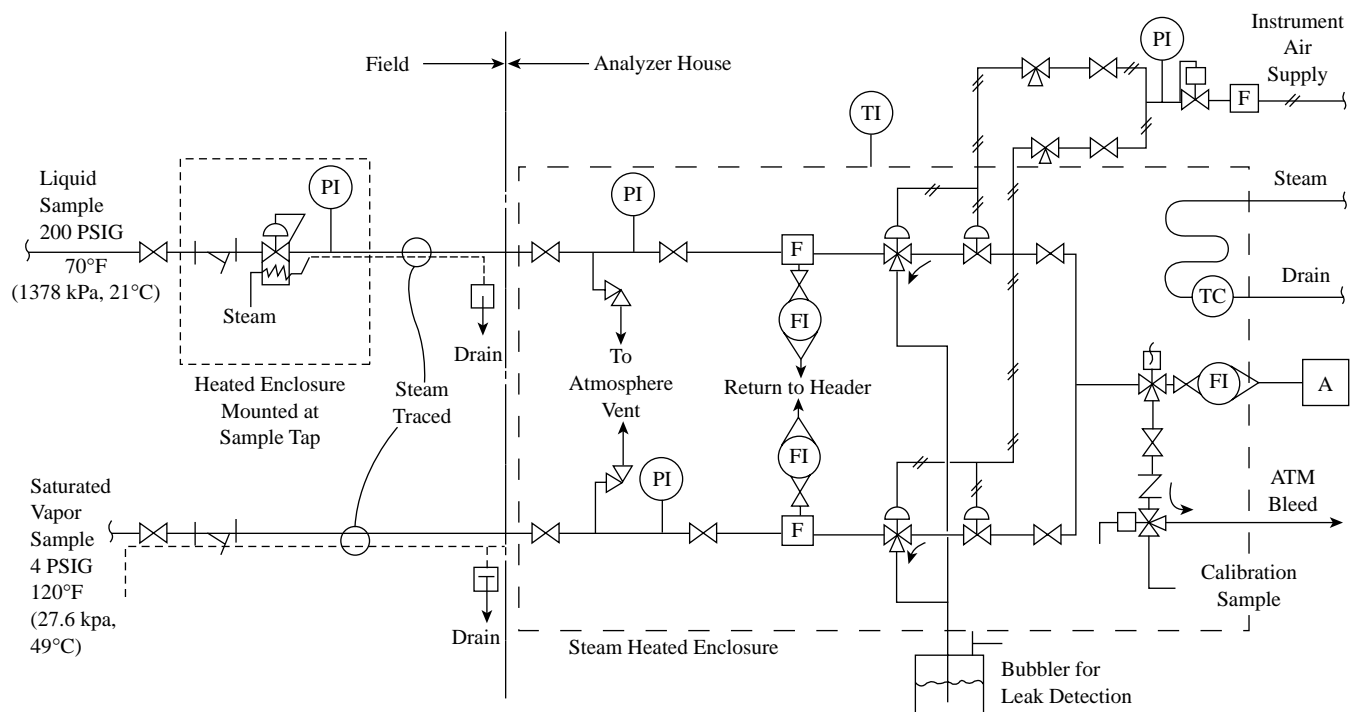 Field
Analyzer House
PI
Instrument
Air
Supply
F
TI
Liquid
Sample
200 PSIG
70°F
(1378 kPa, 21°C)
PI
Steam
Drain
Heated Enclosure
Mounted at
Sample Tap
Steam
Traced
PI
To
Atmosphere
Vent
F
FI
Return to Header
FI
F
PI
Steam
Drain
TC
FI
A
ATM
Bleed
Calibration
Sample
Saturated
Vapor
Sample
4 PSIG
120°F
(27.6 kpa,
49°C)
T
Drain
Steam Heated Enclosure
Bubbler for
Leak Detection